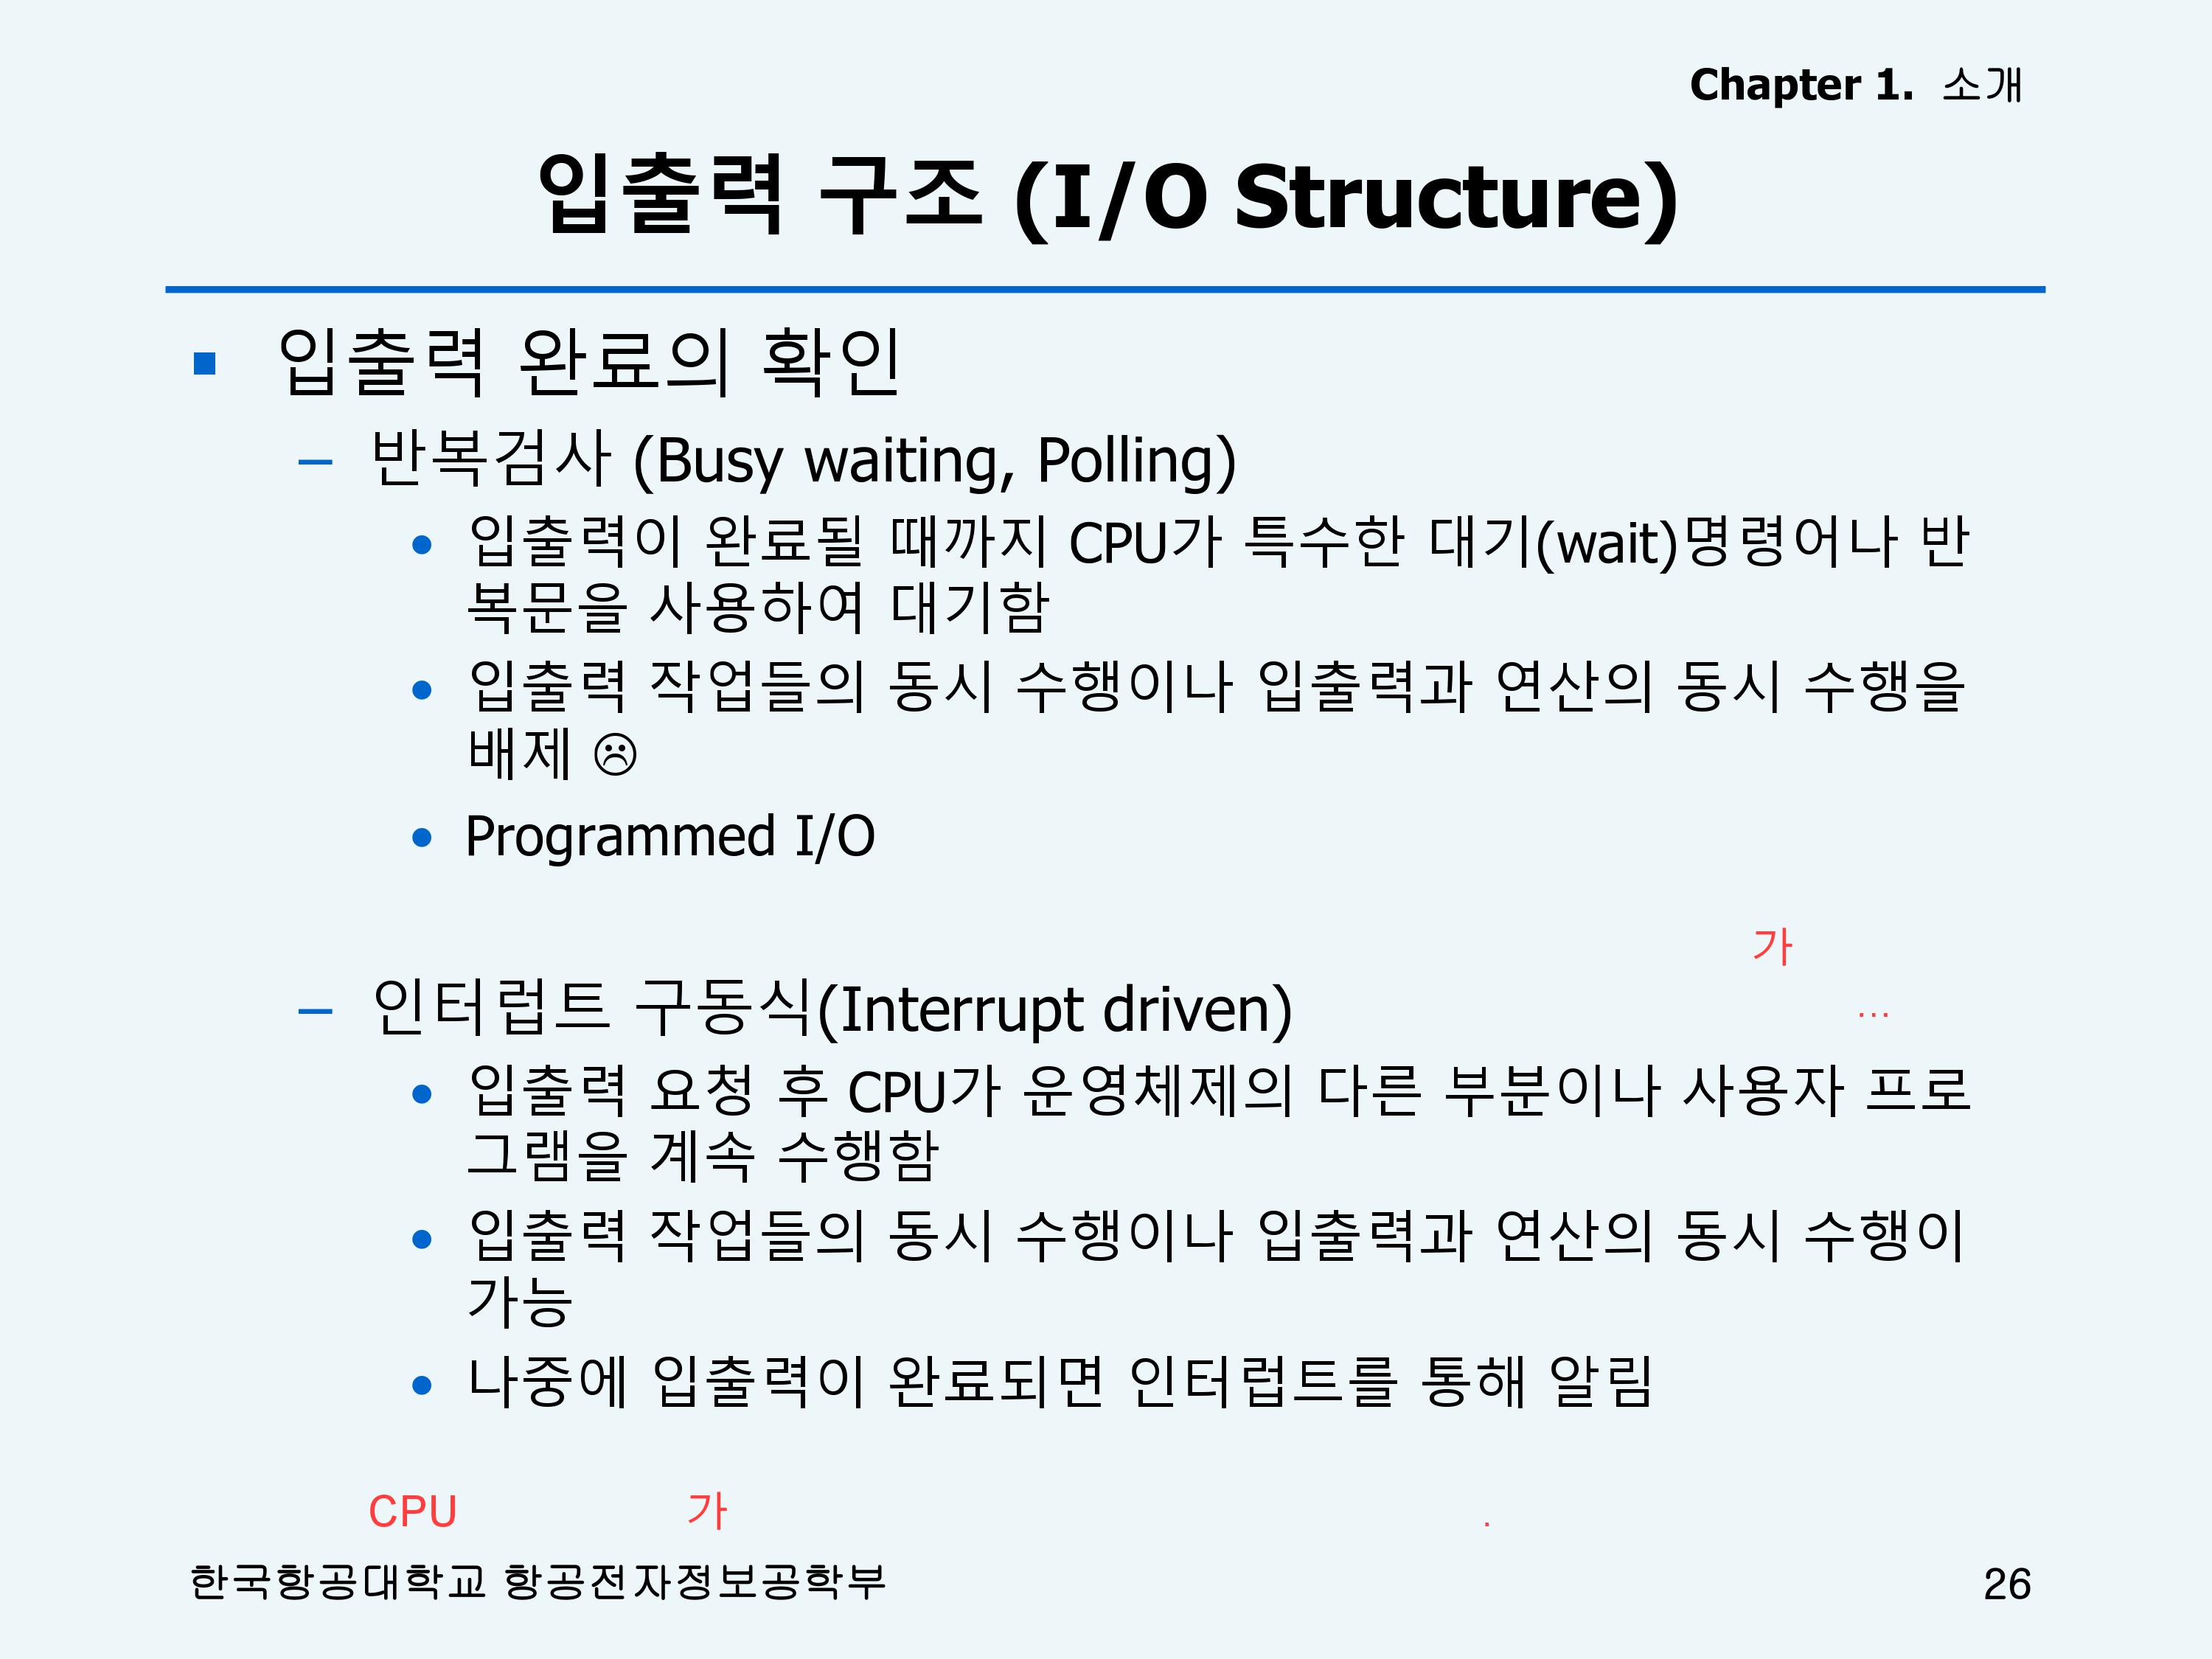 Chapter 1. 소개
입출력 구조 (I/O Structure)
▪ 입출력 완료의 확인
– 반복검사 (Busy waiting, Polling)
• 입출력이 완료될 때까지 CPU가 특수한 대기(wait)명령어나 반
복문을 사용하여 대기함
• 입출력 작업들의 동시 수행이나 입출력과 연산의 동시 수행을
배제 ☹
• Programmed I/O
가
– 인터럽트 구동식(Interrupt driven)
...
• 입출력 요청 후 CPU가 운영체제의 다른 부분이나 사용자 프로
그램을 계속 수행함
• 입출력 작업들의 동시 수행이나 입출력과 연산의 동시 수행이
가능
• 나중에 입출력이 완료되면 인터럽트를 통해 알림
CPU 가 .
한국항공대학교 항공전자정보공학부
26